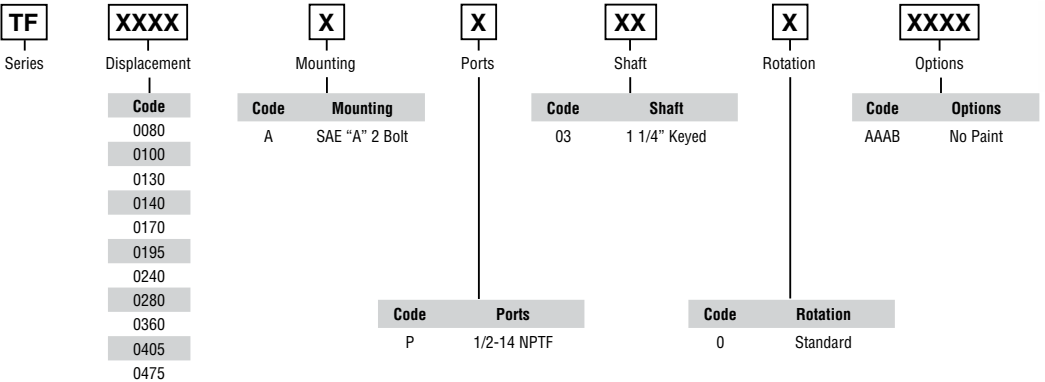 TF XXXX X X XX X XXXX
Series Displacement Mounting Ports Shaft Rotation Options
Code
0080
0100
0130
0140
0170
0195
0240
0280
0360
0405
0475
Code Mounting
A SAE “A” 2 Bolt
Code Ports
P 1/2-14 NPTF
Code Shaft
03 1 1/4” Keyed
Code Rotation
0 Standard
Code Options
AAAB No Paint